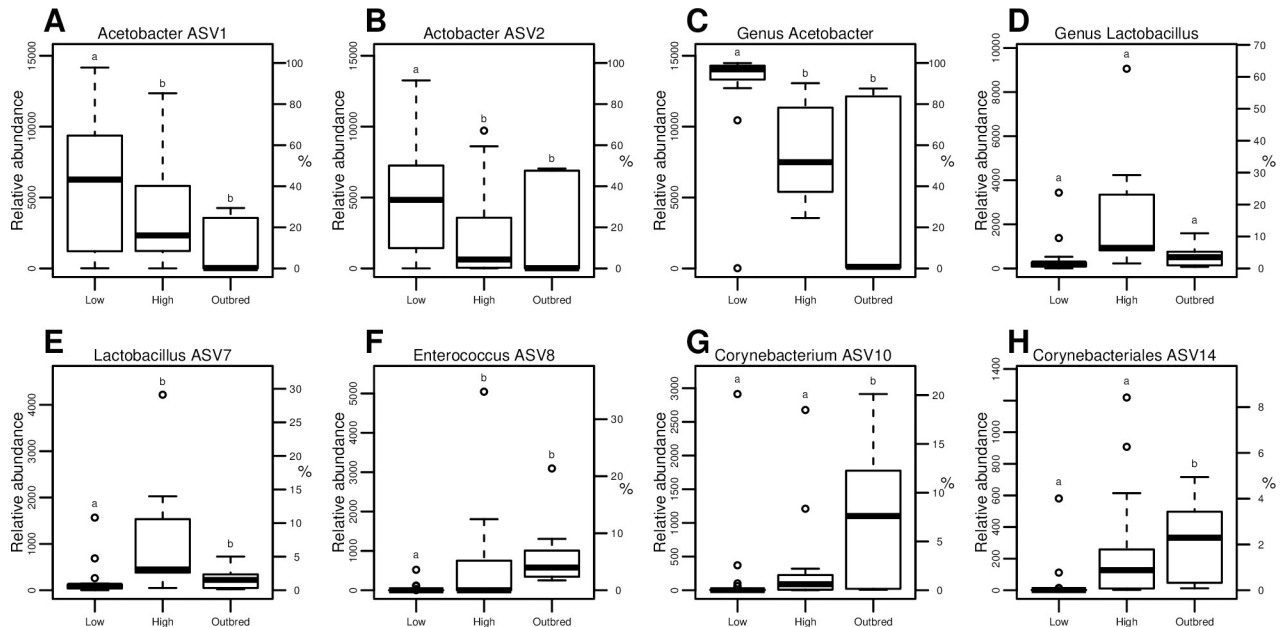 A
Acetobacter ASV1
Relative abundance
0 5000 10000 15000
a b b
0 20 40 60 80 100
%
Low High Outbred
B
Actobacter ASV2
Relative abundance
0 5000 10000 15000
a b b
0 20 40 60 80 100
%
Low High Outbred
C
Genus Acetobacter
Relative abundance
0 5000 10000 15000
a b b
0 20 40 60 80 100
%
Low High Outbred
D
Genus Lactobacillus
Relative abundance
0 2000 4000 6000 8000 10000
a a a
0 10 20 30 40 50 60 70
%
Low High Outbred
E
Lactobacillus ASV7
Relative abundance
0 1000 2000 3000 4000
a b b
0 5 10 15 20 25 30
%
Low High Outbred
F
Enterococcus ASV8
Relative abundance
0 1000 2000 3000 4000 5000
a b b
0 10 20 30
%
Low High Outbred
G
Corynebacterium ASV10
Relative abundance
0 500 1000 1500 2000 2500 3000
a a b
0 5 10 15 20
%
Low High Outbred
H
Corynebacteriales ASV14
Relative abundance
0 200 400 600 800 1000 1400
a a b
0 2 4 6 8
%
Low High Outbred